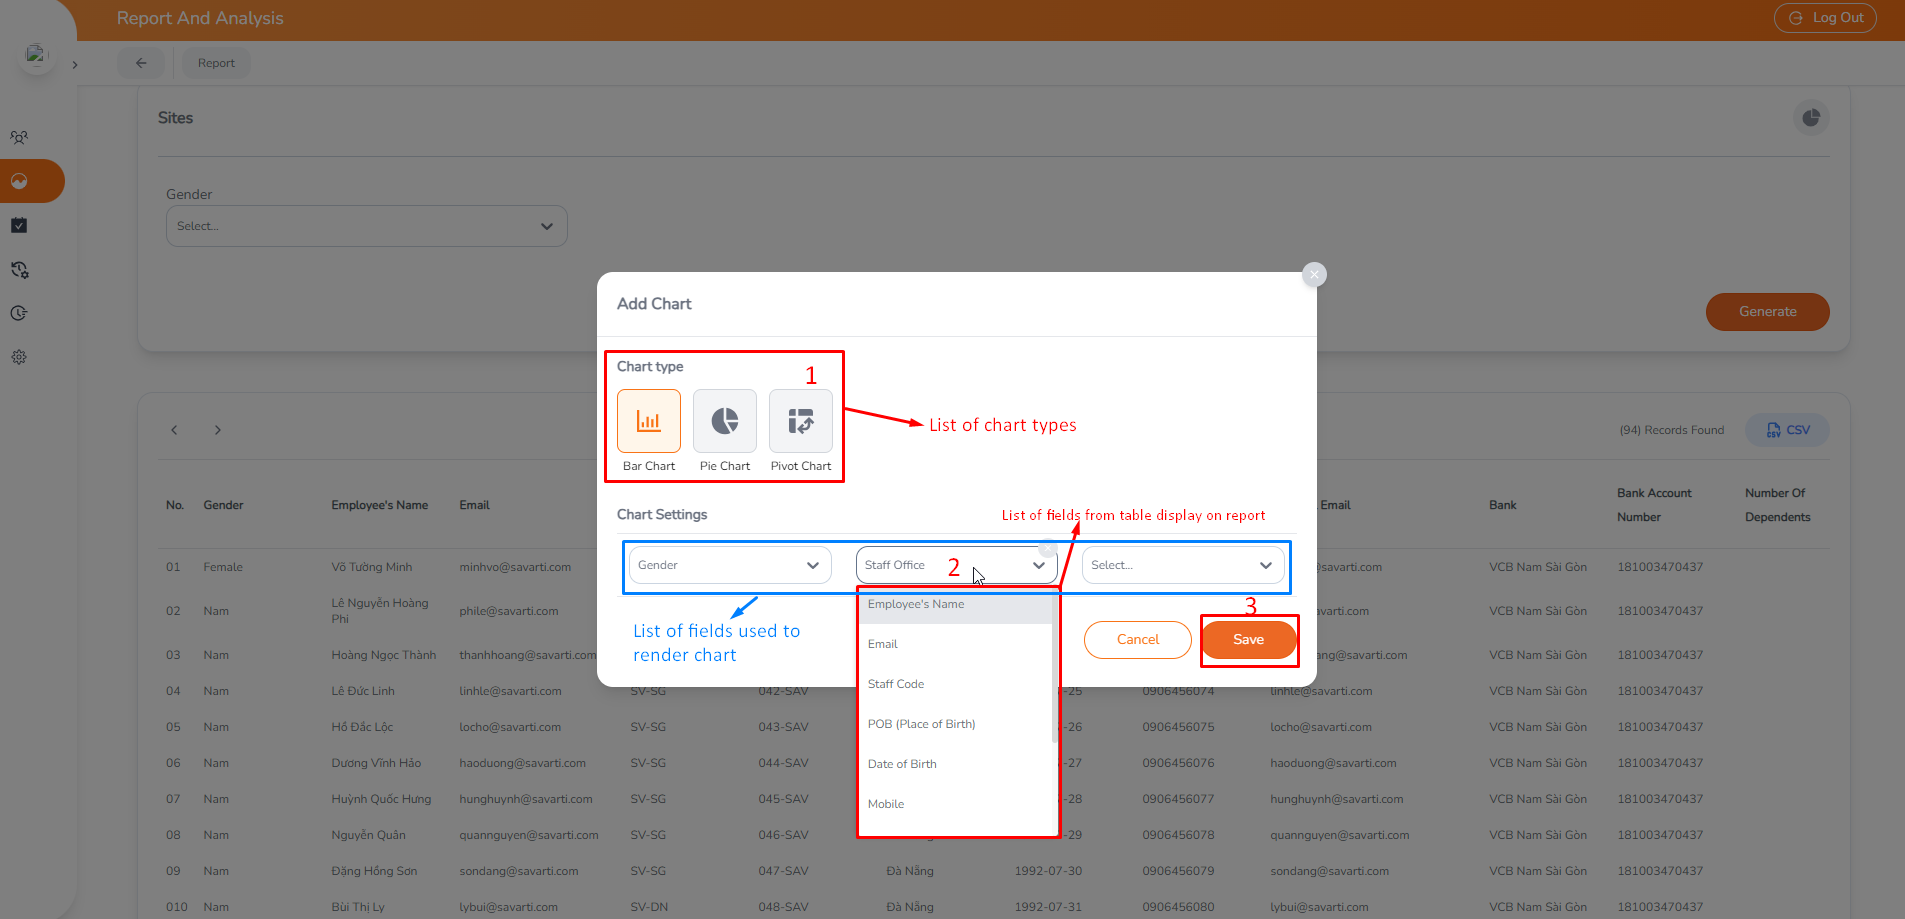 Report And Analysis
Log Out
Report
Sites
Gender
Select...
Generate
Add Chart
Chart type
1
Bar Chart
Pie Chart
Pivot Chart
List of chart types
Chart Settings
List of fields from table display on report
Gender
Staff Office
2
Select...
List of fields used to
render chart
Employee's Name
Email
Staff Code
POB (Place of Birth)
Date of Birth
Mobile
3
Cancel
Save
(94) Records Found
CSV
No. Gender Employee's Name Email Email Bank Bank Account Number Number Of Dependents
01 Female Võ Tường Minh minhvo@savarti.com @savarti.com VCB Nam Sài Gòn 181003470437
02 Nam Lê Nguyễn Hoàng Phi phile@savarti.com varti.com VCB Nam Sài Gòn 181003470437
03 Nam Hoàng Ngọc Thành thanhhoang@savarti.com ang@savarti.com VCB Nam Sài Gòn 181003470437
04 Nam Lê Đức Linh linhle@savarti.com SV-SG 042-SAV -25 0906456074 linhle@savarti.com VCB Nam Sài Gòn 181003470437
05 Nam Hồ Đắc Lộc locho@savarti.com SV-SG 043-SAV -26 0906456075 locho@savarti.com VCB Nam Sài Gòn 181003470437
06 Nam Dương Vĩnh Hảo haoduong@savarti.com SV-SG 044-SAV -27 0906456076 haoduong@savarti.com VCB Nam Sài Gòn 181003470437
07 Nam Huỳnh Quốc Hưng hunghuynh@savarti.com SV-SG 045-SAV -28 0906456077 hunghuynh@savarti.com VCB Nam Sài Gòn 181003470437
08 Nam Nguyễn Quân quannguyen@savarti.com SV-SG 046-SAV -29 0906456078 quannguyen@savarti.com VCB Nam Sài Gòn 181003470437
09 Nam Đặng Hồng Sơn sondang@savarti.com SV-SG 047-SAV Đà Nẵng 1992-07-30 0906456079 sondang@savarti.com VCB Nam Sài Gòn 181003470437
010 Nam Bùi Thị Ly lybui@savarti.com SV-DN 048-SAV Đà Nẵng 1992-07-31 0906456080 lybui@savarti.com VCB Nam Sài Gòn 181003470437